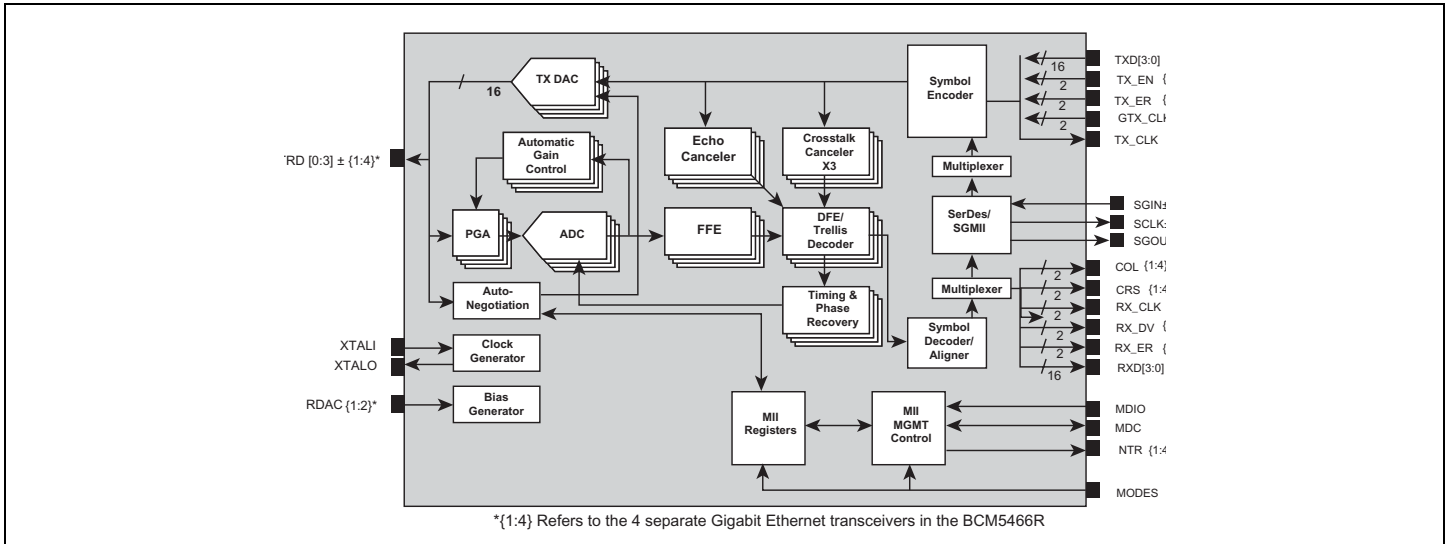 TX DAC
16
Symbol
Encoder
16
TXD[3:0]
2
TX_EN {
2
TX_ER {
2
GTX_CLK
TX_CLK
Automatic
Gain
Control
Echo
Canceler
Crosstalk
Canceler
X3
RD [0:3] ± {1:4}*
Multiplexer
PGA
ADC
FFE
DFE/
Trellis
Decoder
SerDes/
SGMII
SGIN±
SCLK±
SGOU
Auto-
Negotiation
Timing &
Phase
Recovery
Multiplexer
Symbol
Decoder/
Aligner
2
COL {1:4}
2
CRS {1:4
RX_CLK
2
RX_DV {
2
RX_ER {
2
RXD[3:0]
16
XTALI
XTALO
Clock
Generator
RDAC {1:2}*
Bias
Generator
MII
Registers
MII
MGMT
Control
MDIO
MDC
NTR {1:4
MODES
*{1:4} Refers to the 4 separate Gigabit Ethernet transceivers in the BCM5466R